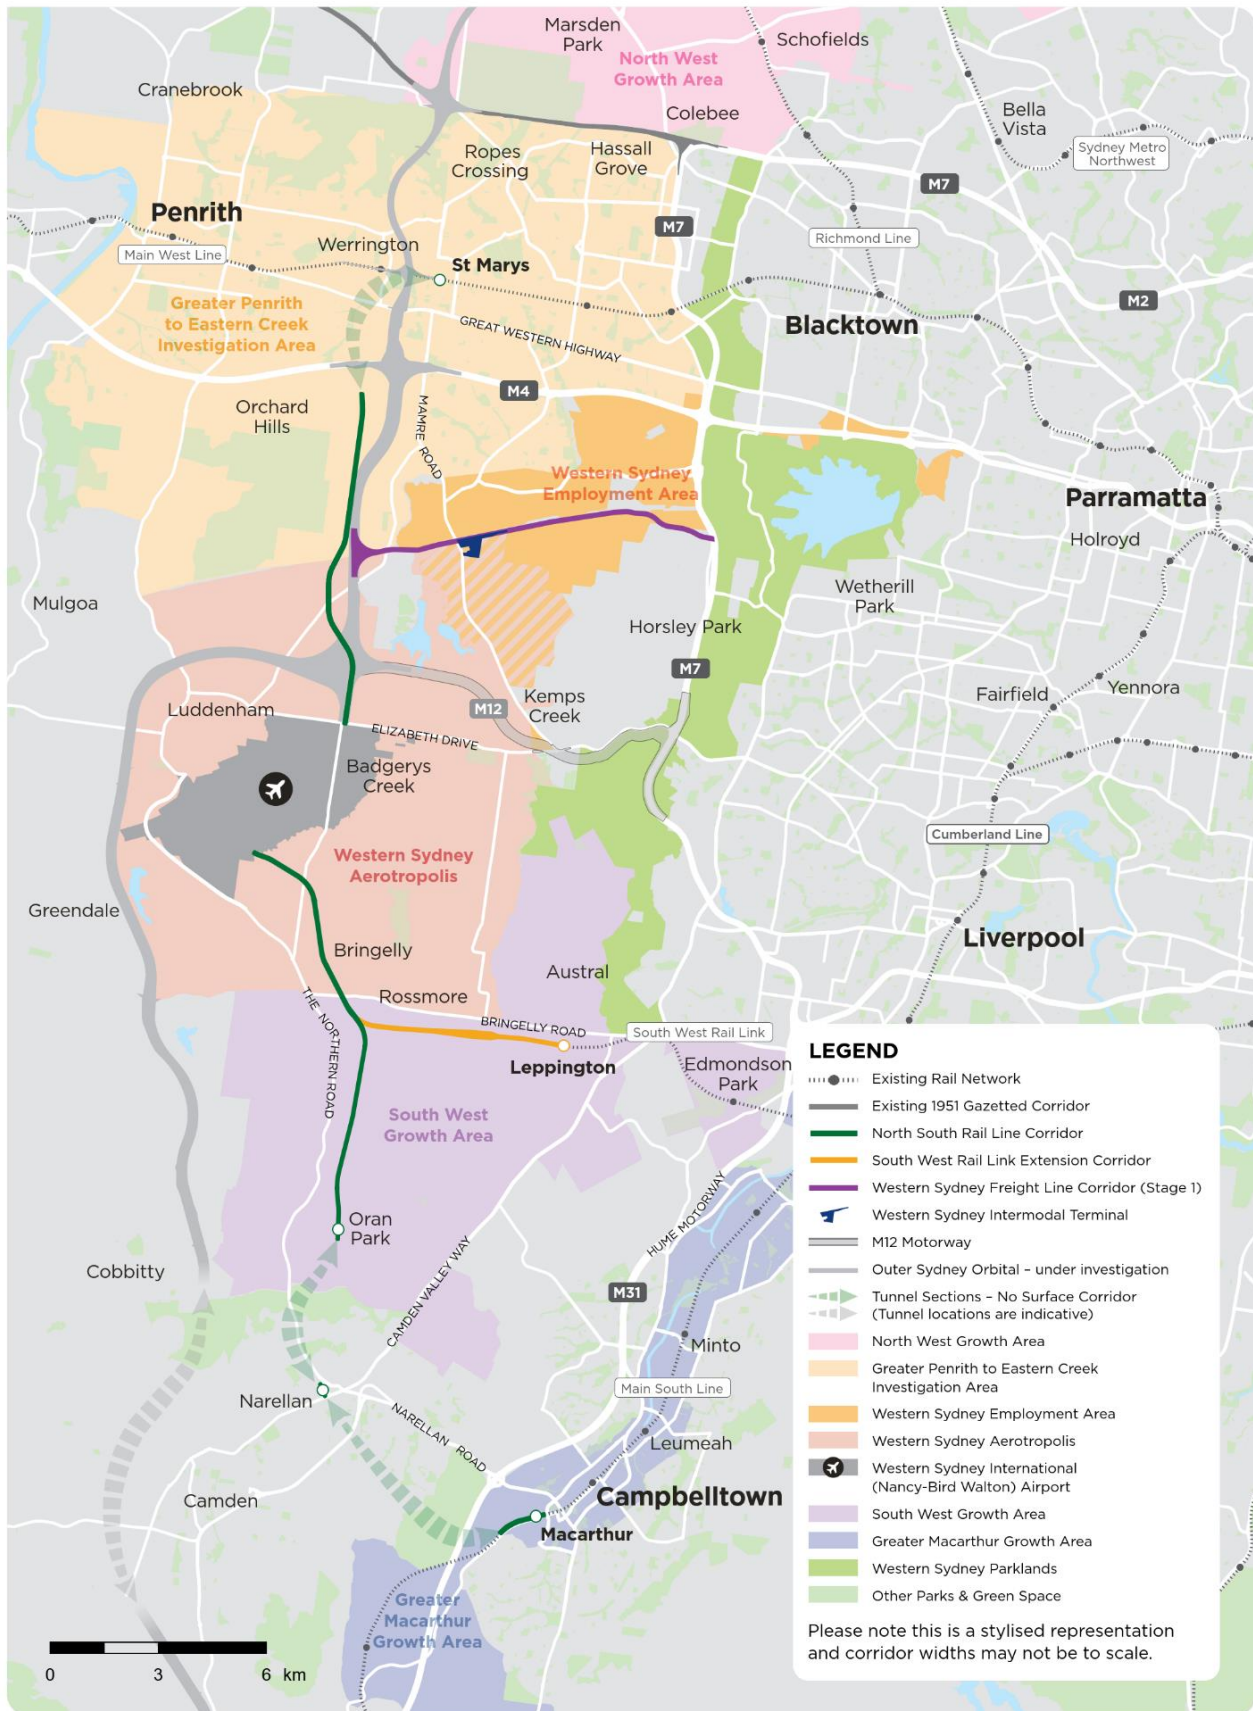 Marsden
Park
Schofields
North West
Growth Area
Cranebrook
Colebee
Bella
Vista
Sydney Metro
Northwest
Ropes
Crossing
Hassall
Grove
M7
Penrith
M7
Richmond Line
Werrington
Main West Line
St Marys
M2
Greater Penrith
to Eastern Creek
Investigation Area
GREAT WESTERN HIGHWAY
Blacktown
M4
Orchard
Hills
MAMRE ROAD
Western Sydney
Employment Area
Parramatta
Holroyd
Mulgoa
Wetherill
Park
Horsley Park
M7
Luddenham
M12
Kemps
Creek
Fairfield
Yennora
ELIZABETH DRIVE
Badgerys
Creek
Cumberland Line
Western Sydney
Aerotropolis
Greendale
Liverpool
Bringelly
Austral
Rossmore
THE NORTHERN ROAD
BRINGELLY ROAD
South West Rail Link
Leppington
Edmondson
Park
South West
Growth Area
HUME MOTORWAY
Oran
Park
CAMDEN VALLEY WAY
Cobbitty
M31
Minto
Main South Line
Narellan
NARELLAN ROAD
Leumeah
Camden
Campbelltown
Macarthur
Greater
Macarthur
Growth Area
0 3 6 km
LEGEND
Existing Rail Network
Existing 1951 Gazetted Corridor
North South Rail Line Corridor
South West Rail Link Extension Corridor
Western Sydney Freight Line Corridor (Stage 1)
Western Sydney Intermodal Terminal
M12 Motorway
Outer Sydney Orbital – under investigation
Tunnel Sections – No Surface Corridor
(Tunnel locations are indicative)
North West Growth Area
Greater Penrith to Eastern Creek
Investigation Area
Western Sydney Employment Area
Western Sydney Aerotropolis
Western Sydney International
(Nancy-Bird Walton) Airport
South West Growth Area
Greater Macarthur Growth Area
Western Sydney Parklands
Other Parks & Green Space
Please note this is a stylised representation
and corridor widths may not be to scale.